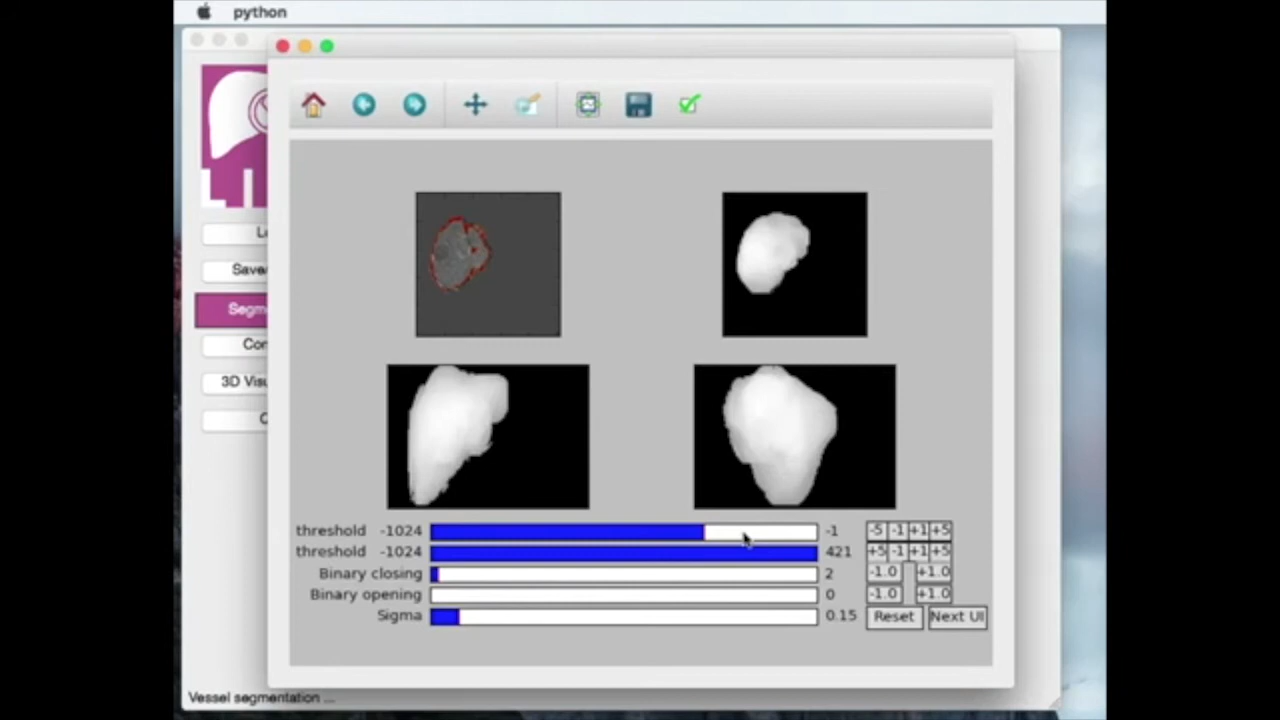 python
L
Save
Segm
Cor
3D Visu
threshold -1024 -1 -5 -1 +1 +5
threshold -1024 421 +5 -1 +1 +5
Binary closing 2 -1.0 +1.0
Binary opening 0 -1.0 +1.0
Sigma 0.15 Reset Next UI
Vessel segmentation ...